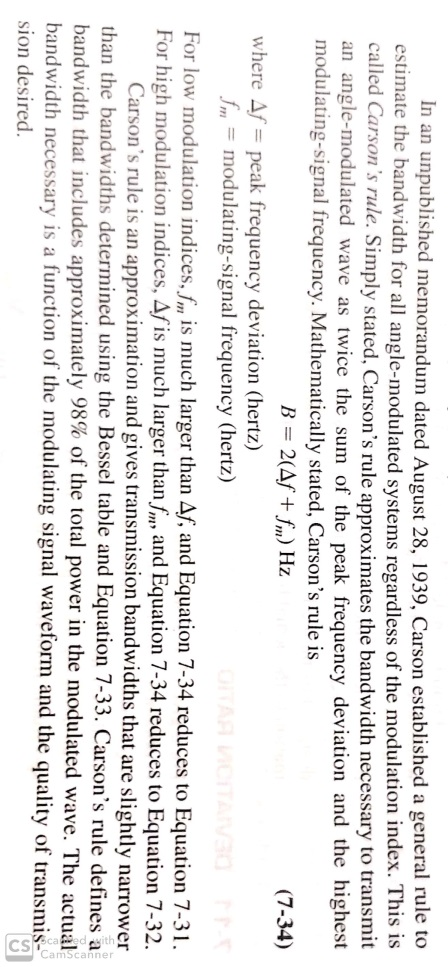 In an unpublished memorandum dated August 28, 1939, Carson established a general rule to
estimate the bandwidth for all angle-modulated systems regardless of the modulation index. This is
called Carson's rule. Simply stated, Carson's rule approximates the bandwidth necessary to transmit
an angle-modulated wave as twice the sum of the peak frequency deviation and the highest
modulating-signal frequency. Mathematically stated, Carson's rule is
B = 2(Δf + fm) Hz (7-34)
where Δf = peak frequency deviation (hertz)
fm = modulating-signal frequency (hertz)
For low modulation indices, fm is much larger than Δf, and Equation 7-34 reduces to Equation 7-31.
For high modulation indices, Δf is much larger than fm, and Equation 7-34 reduces to Equation 7-32.
Carson's rule is an approximation and gives transmission bandwidths that are slightly narrower
than the bandwidths determined using the Bessel table and Equation 7-33. Carson's rule defines a
bandwidth that includes approximately 98% of the total power in the modulated wave. The actual
bandwidth necessary is a function of the modulating signal waveform and the quality of transmis-
sion desired.
CS Scanned with
CamScanner